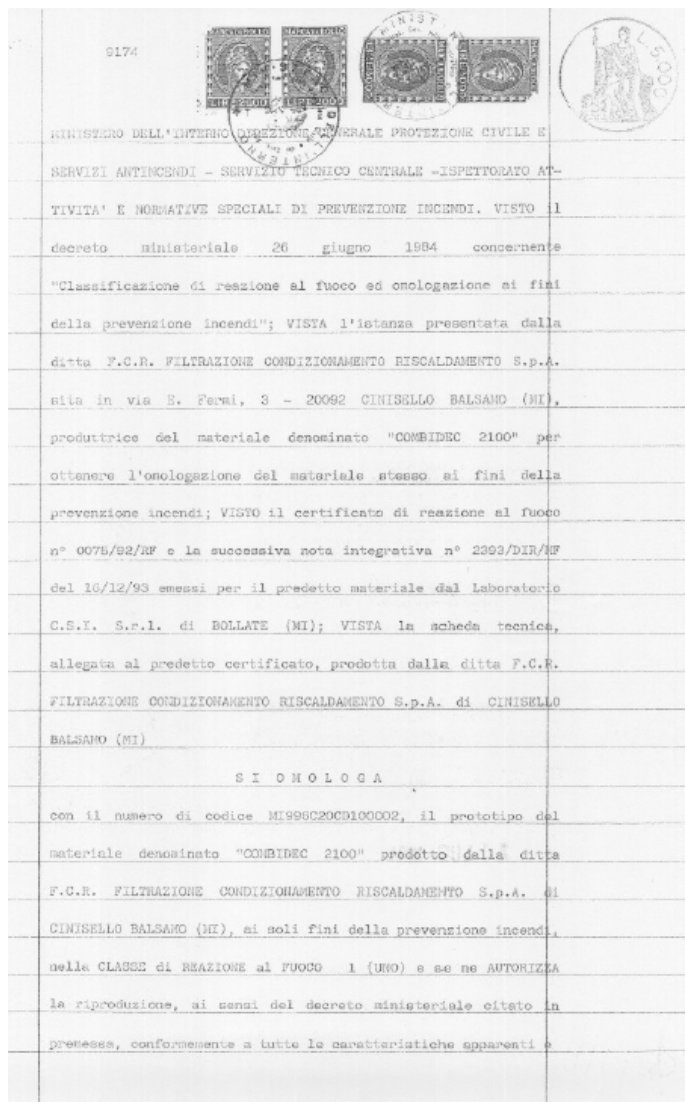 9174
MARCA DA BOLLO
MARCA DA BOLLO
L.5.000
MINISTERO DELL'INTERNO DIREZIONE GENERALE PROTEZIONE CIVILE E
SERVIZI ANTINCENDI - SERVIZIO TECNICO CENTRALE -ISPETTORATO AT-
TIVITA' E NORMATIVE SPECIALI DI PREVENZIONE INCENDI. VISTO il
decreto ministeriale 26 giugno 1984 concernente
"Classificazione di reazione al fuoco ed omologazione ai fini
della prevenzione incendi"; VISTA l'istanza presentata dalla
ditta F.C.R. FILTRAZIONE CONDIZIONAMENTO RISCALDAMENTO S.p.A.
sita in via E. Fermi, 3 - 20092 CINISELLO BALSAMO (MI),
produttrice del materiale denominato "COMBIDEC 2100" per
ottenere l'omologazione del materiale stesso ai fini della
prevenzione incendi; VISTO il certificato di reazione al fuoco
n° 0075/92/RF e la successiva nota integrativa n° 2393/DIR/MF
del 16/12/93 emessi per il predetto materiale dal Laboratorio
C.S.I. S.r.l. di BOLLATE (MI); VISTA la scheda tecnica,
allegata al predetto certificato, prodotta dalla ditta F.C.R.
FILTRAZIONE CONDIZIONAMENTO RISCALDAMENTO S.p.A. di CINISELLO
BALSAMO (MI)
S I O M O L O G A
con il numero di codice MI996C20CD100002, il prototipo del
materiale denominato "COMBIDEC 2100" prodotto dalla ditta
F.C.R. FILTRAZIONE CONDIZIONAMENTO RISCALDAMENTO S.p.A. di
CINISELLO BALSAMO (MI), ai soli fini della prevenzione incendi,
nella CLASSE di REAZIONE al FUOCO 1 (UNO) e se ne AUTORIZZA
la riproduzione, ai sensi del decreto ministeriale citato in
premessa, conformemente a tutte le caratteristiche apparenti e